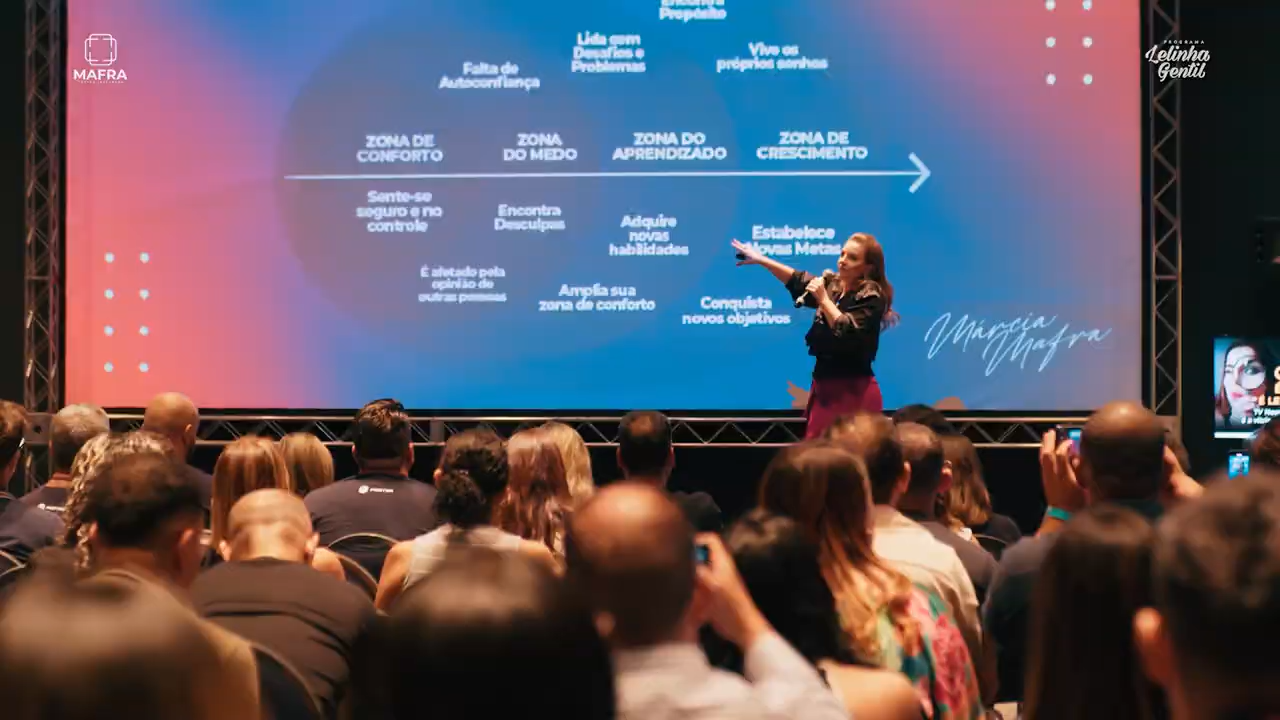 Encontra
Propósito
Lida com
Desafios e
Problemas
Vive os
próprios sonhos
Falta de
Autoconfiança
ZONA DE
CONFORTO
ZONA
DO MEDO
ZONA DO
APRENDIZADO
ZONA DE
CRESCIMENTO
Sente-se
seguro e no
controle
Encontra
Desculpas
Adquire
novas
habilidades
Estabelece
Novas Metas
É afetado pela
opinião de
outras pessoas
Amplia sua
zona de conforto
Conquista
novos objetivos
Márcia
Mafra
MAFRA
PROGRAMA
Lelinha
Gentil